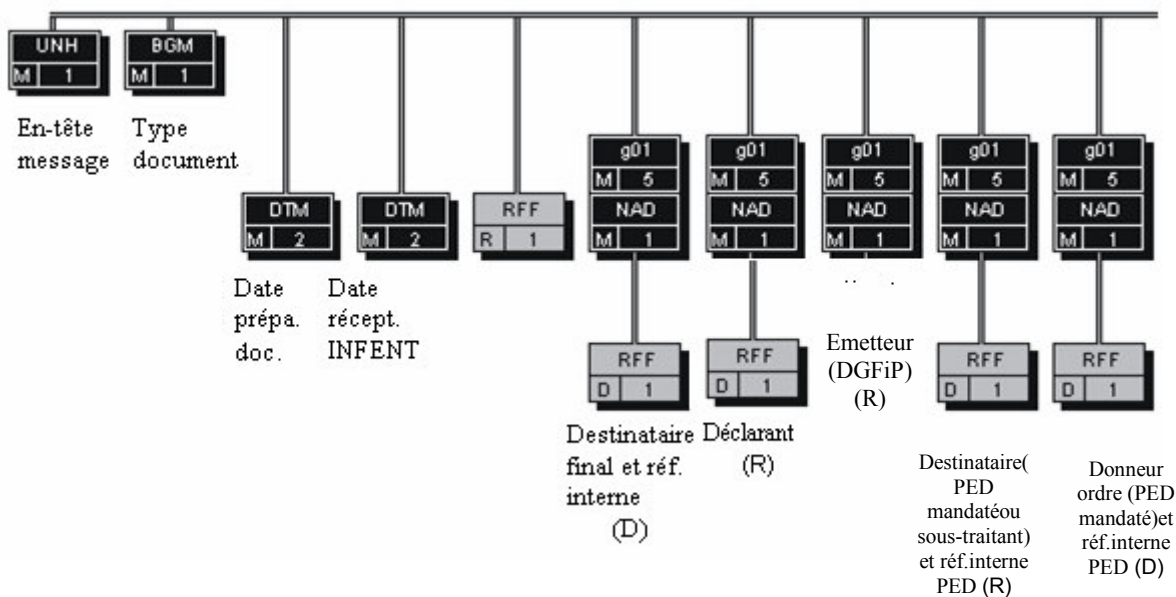 UNH
M 1
En-tête
message
BGM
M 1
Type
document
DTM
M 2
Date
prépa.
doc.
DTM
M 2
Date
récept.
INFENT
RFF
R 1
g01
M 5
NAD
M 1
RFF
D 1
Destinataire
final et réf.
interne
(D)
g01
M 5
NAD
M 1
RFF
D 1
Déclarant
(R)
g01
M 5
NAD
M 1
Emetteur
(DGFiP)
(R)
g01
M 5
NAD
M 1
RFF
D 1
Destinataire(
PED
mandatéou
sous-traitant)
et réf.interne
PED (R)
g01
M 5
NAD
M 1
RFF
D 1
Donneur
ordre (PED
mandaté)et
réf.interne
PED (D)